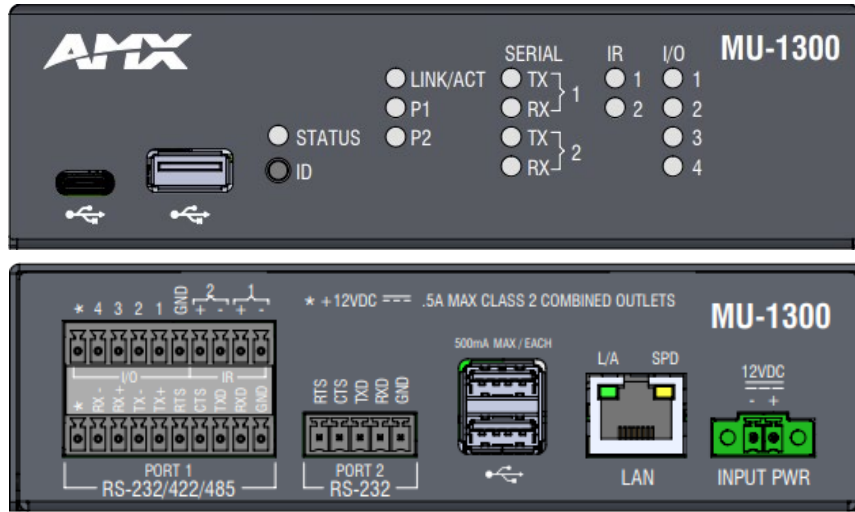 AMX
MU-1300
SERIAL IR I/O
LINK/ACT TX 1 1 1
P1 RX 2 2
STATUS P2 TX 2 3
ID RX 4
* 4 3 2 1 GND 2 1
+ - + -
* +12VDC .5A MAX CLASS 2 COMBINED OUTLETS
MU-1300
500mA MAX / EACH
L/A SPD
12VDC
- +
I/O IR
* RX - RX + TX - TX+ RTS CTS TXD RXD GND
RTS CTS TXD RXD GND
PORT 1
RS-232/422/485
PORT 2
RS-232
LAN
INPUT PWR